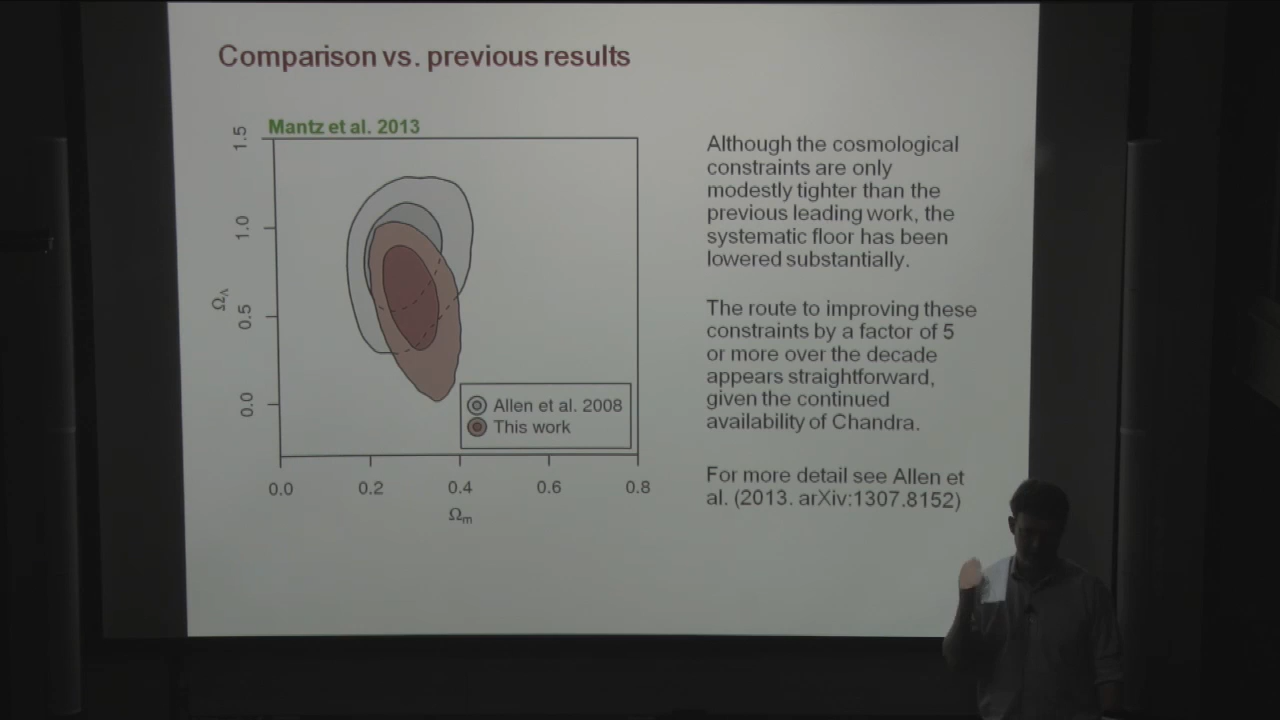 Comparison vs. previous results
Mantz et al. 2013
1.5
1.0
0.5
0.0
ΩΛ
0.0 0.2 0.4 0.6 0.8
Ωm
Allen et al. 2008
This work
Although the cosmological
constraints are only
modestly tighter than the
previous leading work, the
systematic floor has been
lowered substantially.
The route to improving these
constraints by a factor of 5
or more over the decade
appears straightforward,
given the continued
availability of Chandra.
For more detail see Allen et
al. (2013. arXiv:1307.8152)